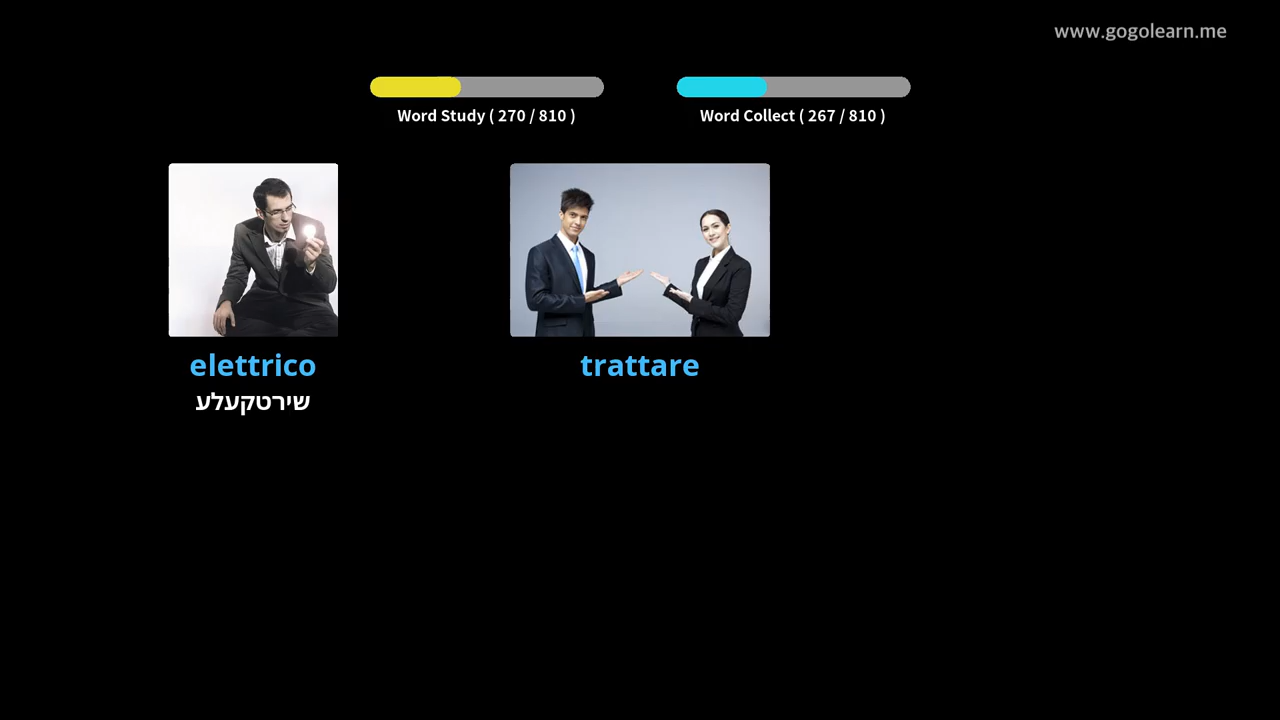 www.gogolearn.me
Word Study ( 270 / 810 )
Word Collect ( 267 / 810 )
elettrico
שירטקעלע
trattare